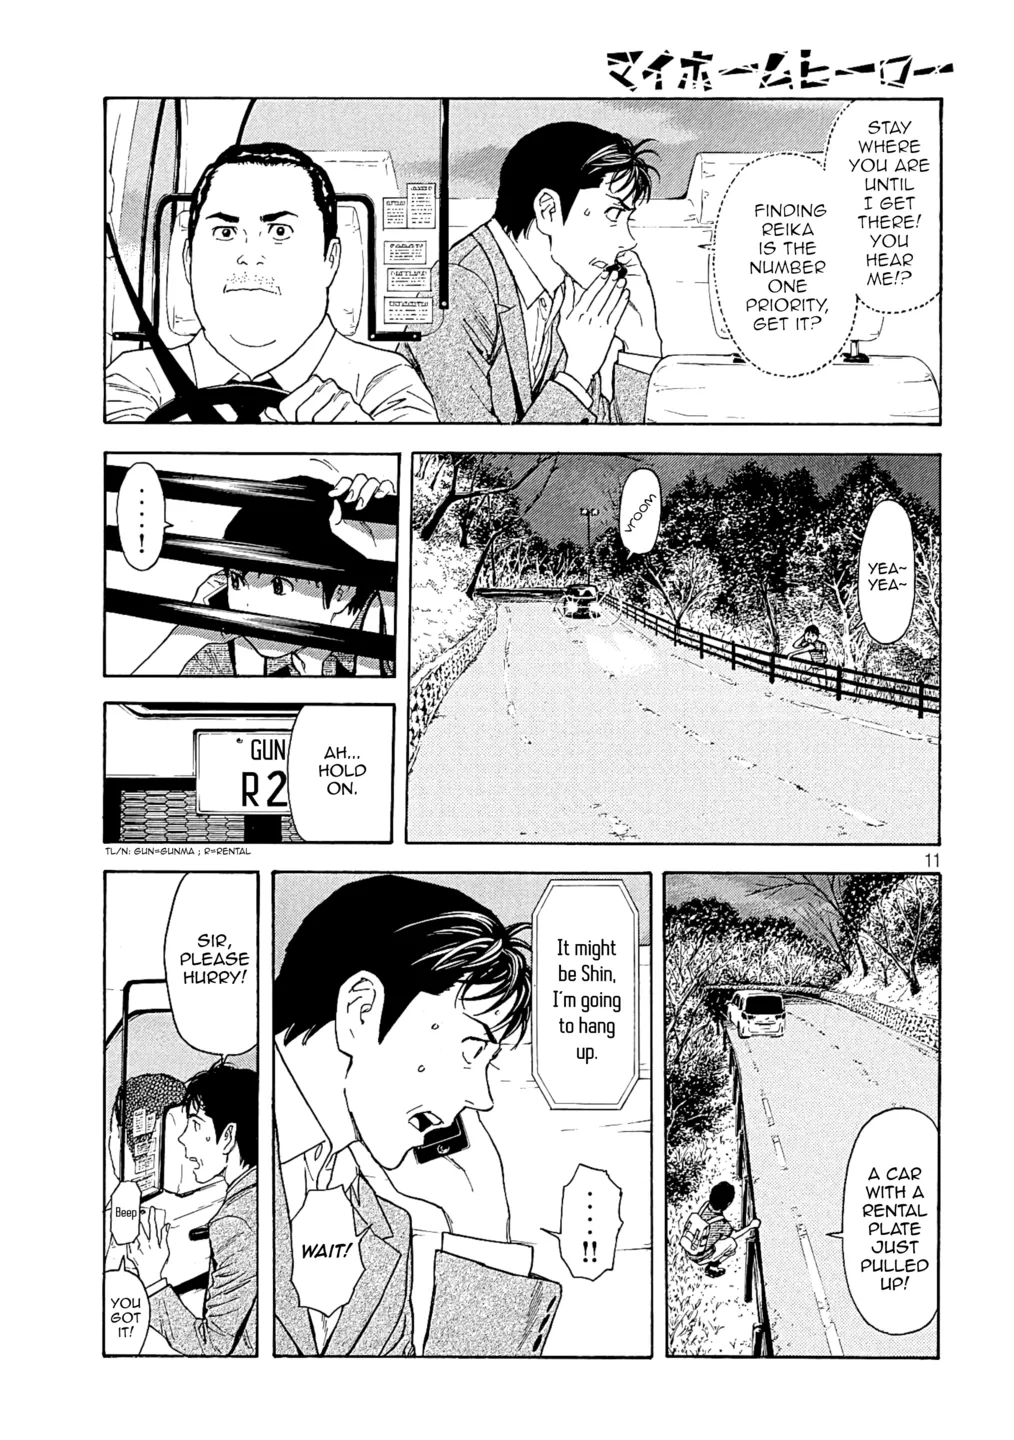 マイホームヒーロー
STAY
WHERE
YOU ARE
UNTIL
I GET
THERE!
YOU
HEAR
ME!?
FINDING
REIKA
IS THE
NUMBER
ONE
PRIORITY,
GET IT?
YEA~
YEA~
vroom
.....!
AH...
HOLD
ON.
GUN
R 2
TL/N: GUN=GUNMA ; R=RENTAL
11
A CAR
WITH A
RENTAL
PLATE
JUST
PULLED
UP!
It might
be Shin,
I'm going
to hang
up.
.....!!
WAIT!
SIR,
PLEASE
HURRY!
Beep
YOU
GOT
IT!